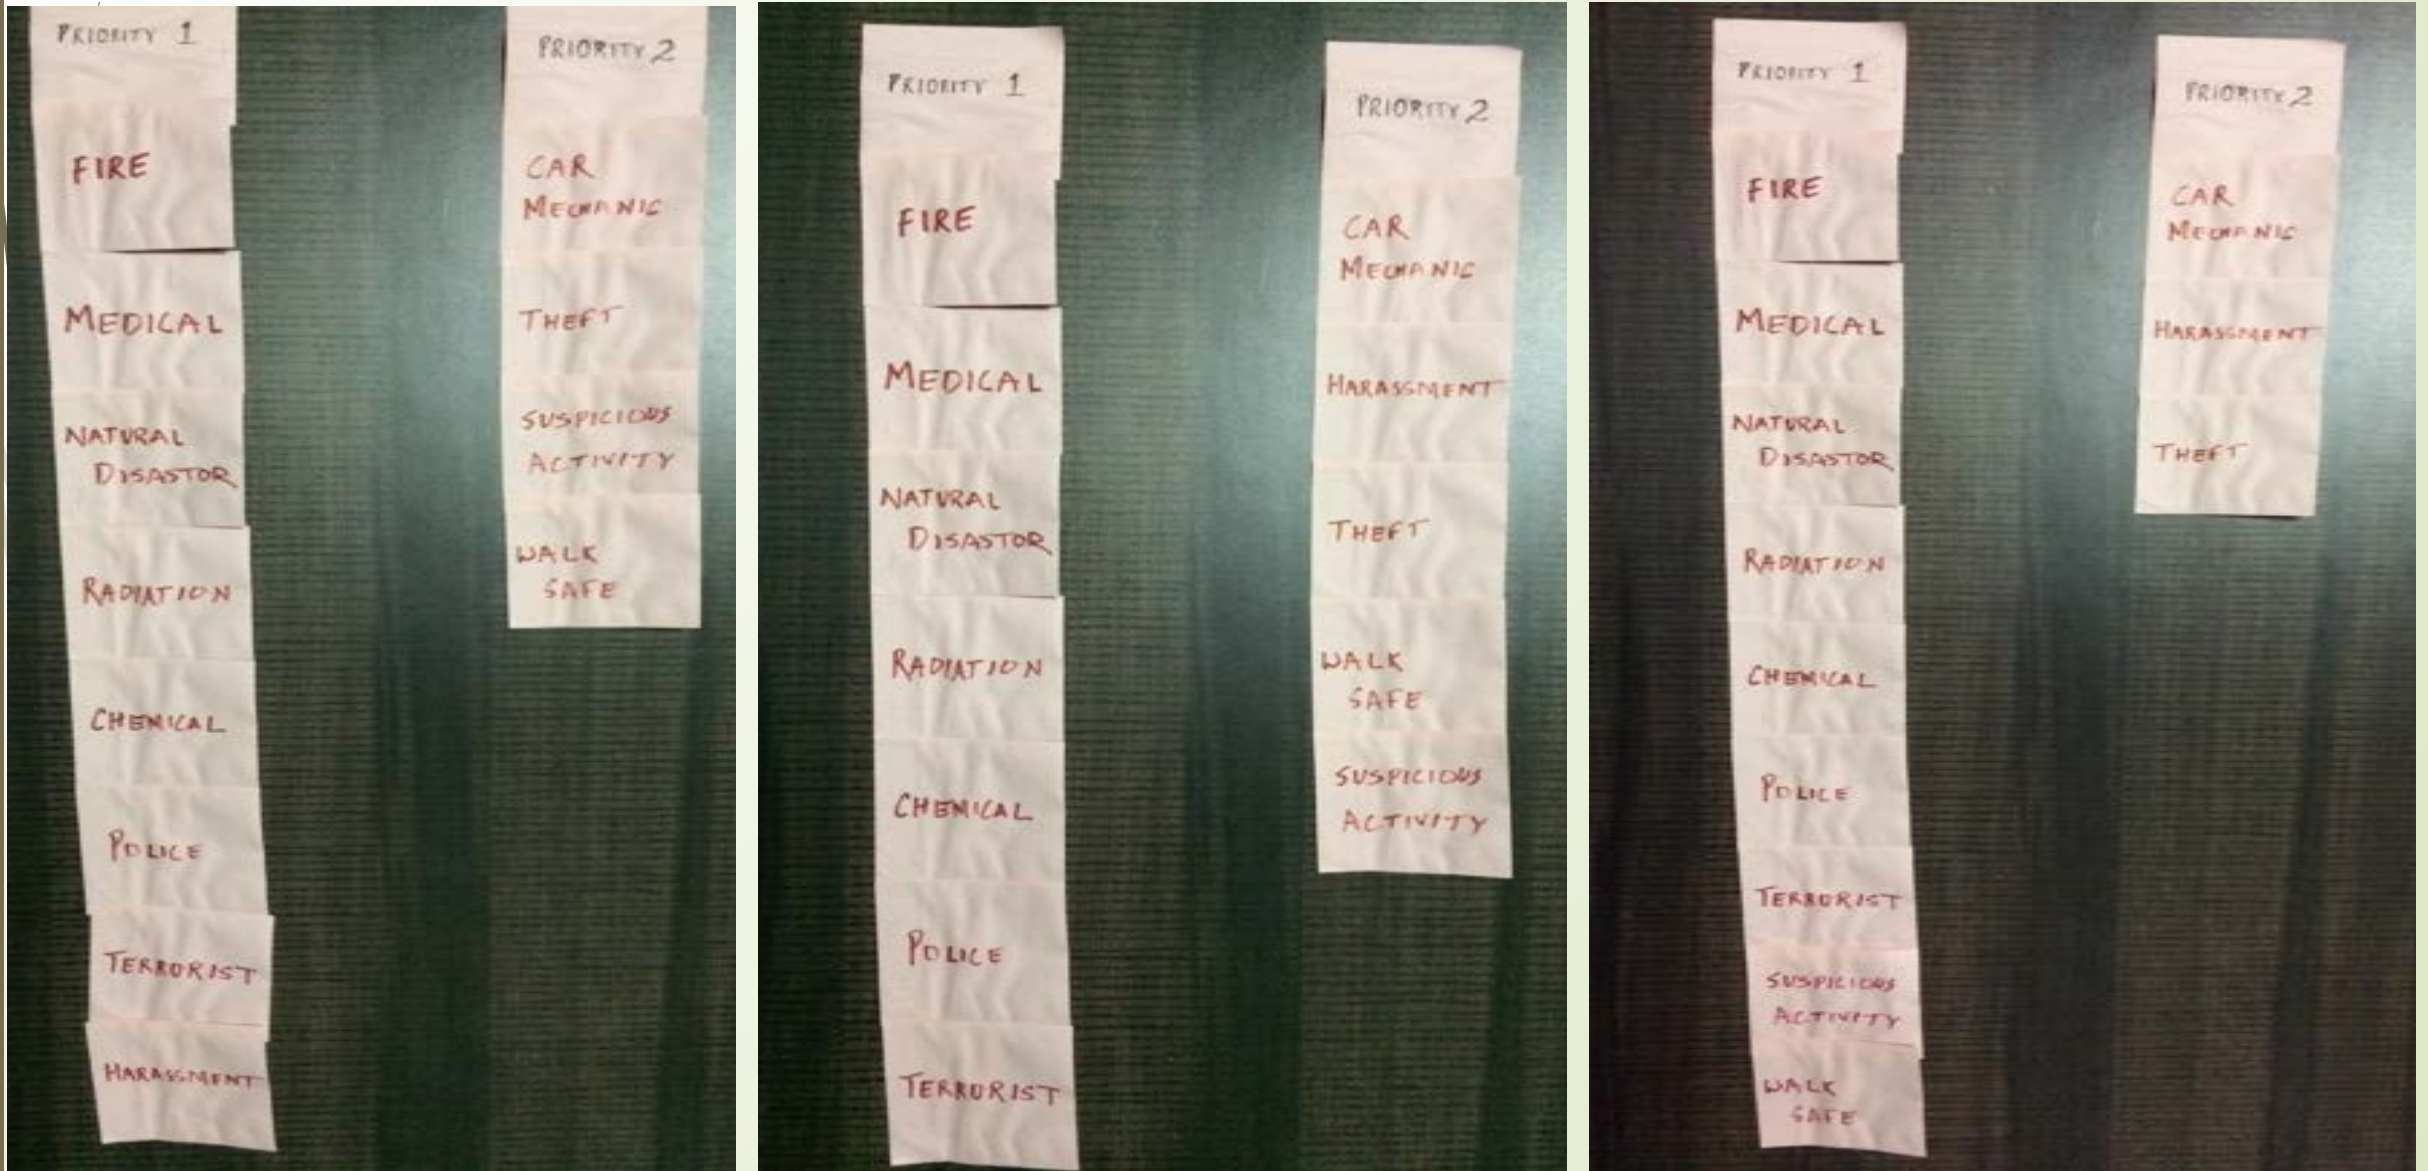 PRIORITY 1
FIRE
MEDICAL
NATURAL
DISASTOR
RADIATION
CHEMICAL
POLICE
TERRORIST
HARASSMENT
PRIORITY 2
CAR
MECHANIC
THEFT
SUSPICIOUS
ACTIVITY
WALK
SAFE
PRIORITY 1
FIRE
MEDICAL
NATURAL
DISASTOR
RADIATION
CHEMICAL
POLICE
TERRORIST
PRIORITY 2
CAR
MECHANIC
HARASSMENT
THEFT
WALK
SAFE
SUSPICIOUS
ACTIVITY
PRIORITY 1
FIRE
MEDICAL
NATURAL
DISASTOR
RADIATION
CHEMICAL
POLICE
TERRORIST
SUSPICIOUS
ACTIVITY
WALK
SAFE
PRIORITY 2
CAR
MECHANIC
HARASSMENT
THEFT